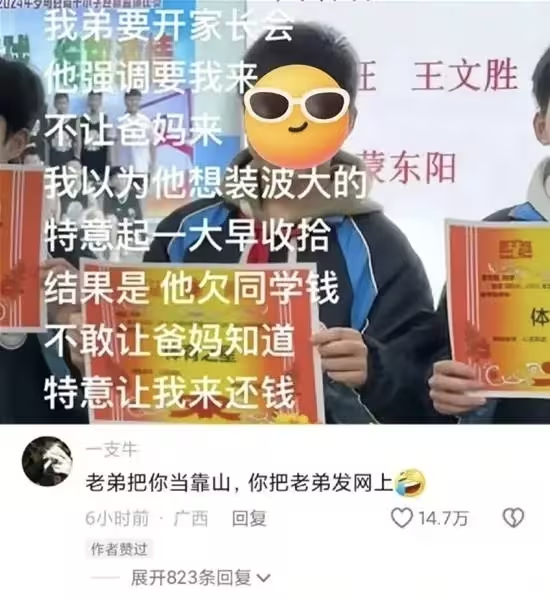 我弟要开家长会
他强调要我来
不让爸妈来
我以为他想装波大的
特意起一大早收拾
结果是 他欠同学钱
不敢让爸妈知道
特意让我来还钱
王文胜
蒙东阳
体
一支牛
老弟把你当靠山，你把老弟发网上🤣
6小时前 · 广西 回复
14.7万
作者赞过
展开823条回复